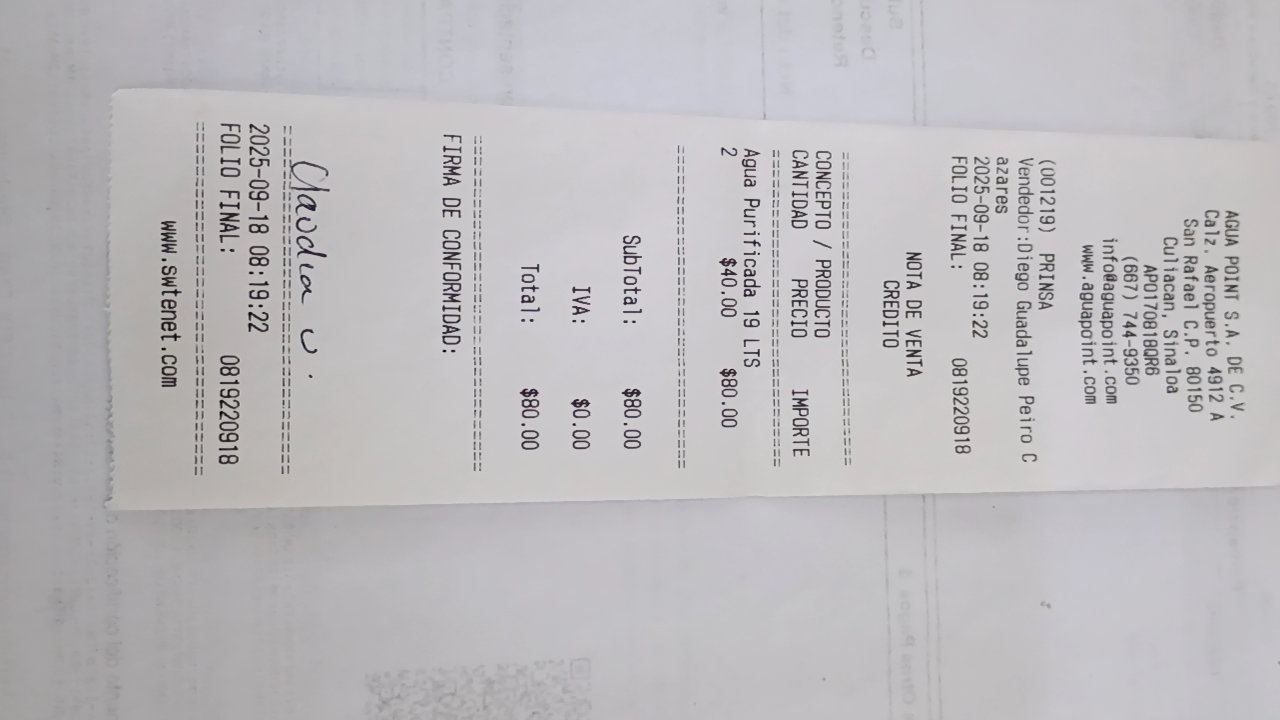 AGUA POINT S.A. DE C.V.
Calz. Aeropuerto 4912 A
San Rafael C.P. 80150
Culiacan, Sinaloa
APO170818QR6
(667) 744-9350
info@aguapoint.com
www.aguapoint.com
(001219) PRINSA
Vendedor:Diego Guadalupe Peiro C
azares
2025-09-18 08:19:22
FOLIO FINAL: 0819220918
NOTA DE VENTA
CREDITO
================================
CONCEPTO / PRODUCTO
CANTIDAD PRECIO IMPORTE
================================
Agua Purificada 19 LTS
2 $40.00 $80.00
================================
SubTotal: $80.00
IVA: $0.00
Total: $80.00
================================
FIRMA DE CONFORMIDAD:
Claudia U.
================================
2025-09-18 08:19:22
FOLIO FINAL: 0819220918
================================
www.swtenet.com